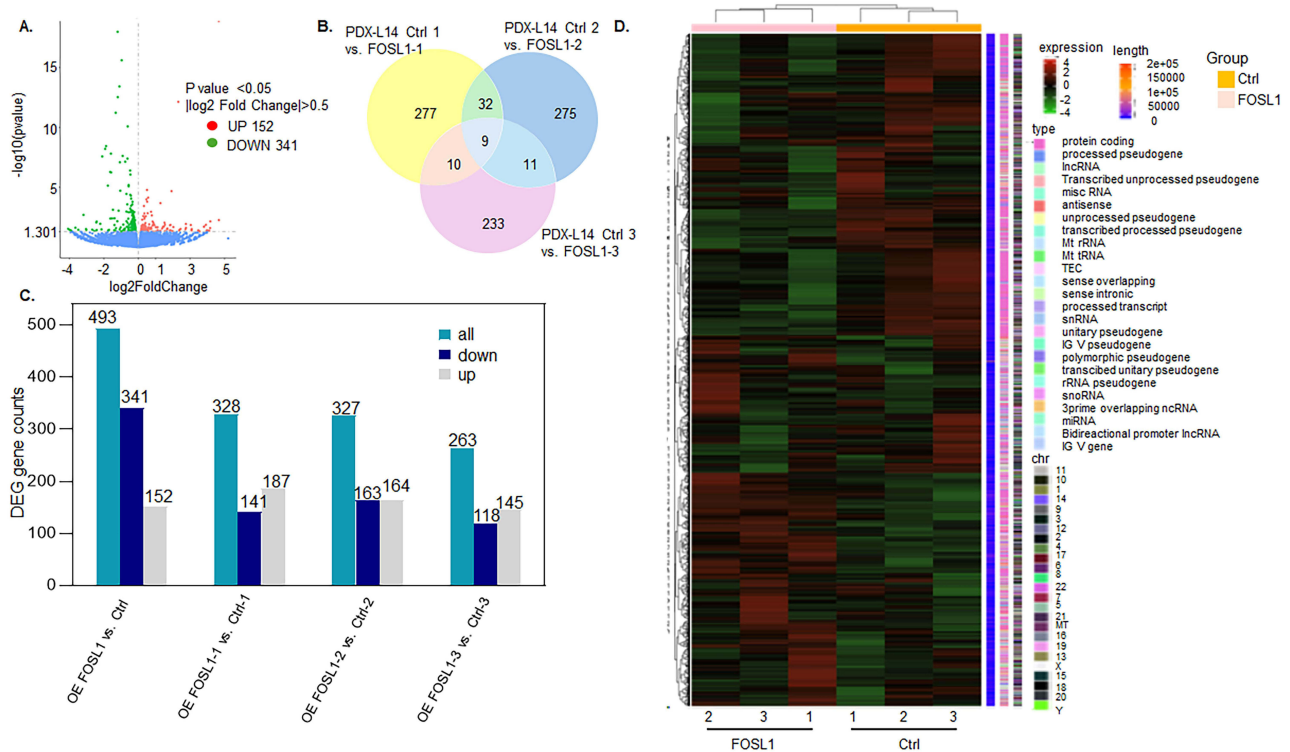 A.
-log10(pvalue)
15
10
5
1.301
-4
-2
0
2
5
log2FoldChange
P value <0.05
|log2 Fold Change|>0.5
UP 152
DOWN 341
B.
PDX-L14 Ctrl 1
vs. FOSL1-1
PDX-L14 Ctrl 2
vs. FOSL1-2
277
32
275
9
10
11
233
PDX-L14 Ctrl 3
vs. FOSL1-3
C.
DEG gene counts
500
400
300
200
100
0
493
341
152
328
141
187
327
163
164
263
118
145
all
down
up
OE FOSL1 vs. Ctrl
OE FOSL1-1 vs. Ctrl-1
OE FOSL1-2 vs. Ctrl-2
OE FOSL1-3 vs. Ctrl-3
D.
2
3
1
1
2
3
FOSL1
Ctrl
expression
4
2
0
-2
-4
length
2e+05
150000
1e+05
50000
0
Group
Ctrl
FOSL1
type
protein coding
processed pseudogene
lncRNA
Transcribed unprocessed pseudogene
misc RNA
antisense
unprocessed pseudogene
transcribed processed pseudogene
Mt rRNA
Mt tRNA
TEC
sense overlapping
sense intronic
processed transcript
snRNA
unitary pseudogene
IG V pseudogene
polymorphic pseudogene
transcibed unitary pseudogene
rRNA pseudogene
snoRNA
3prime overlapping ncRNA
miRNA
Bidireactional promoter lncRNA
IG V gene
chr
11
10
1
14
9
3
12
2
4
17
6
8
22
7
5
21
MT
16
19
13
X
15
18
20
Y